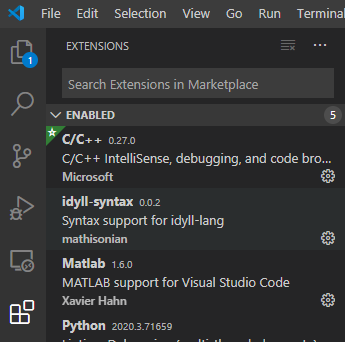 File Edit Selection View Go Run Terminal
EXTENSIONS
1
Search Extensions in Marketplace
ENABLED 5
C/C++ 0.27.0
C/C++ IntelliSense, debugging, and code bro...
Microsoft
idyll-syntax 0.0.2
Syntax support for idyll-lang
mathisonian
Matlab 1.6.0
MATLAB support for Visual Studio Code
Xavier Hahn
Python 2020.3.71659